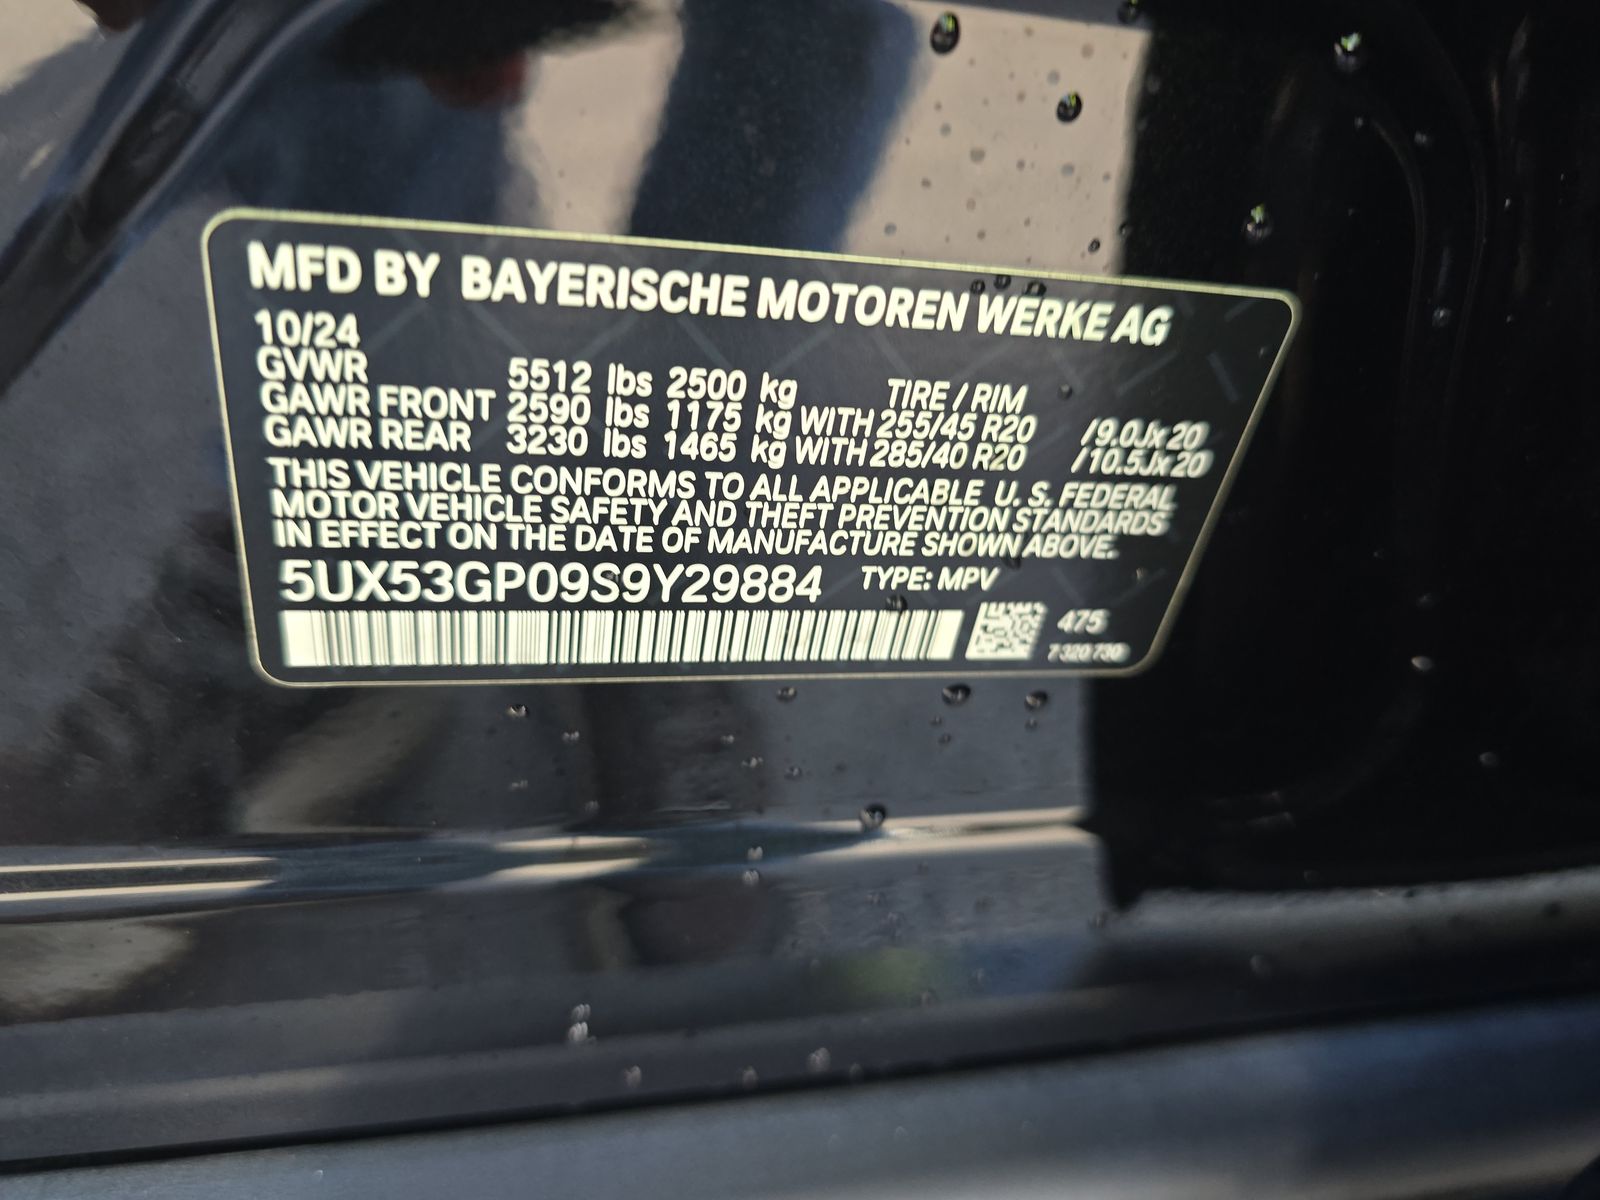 MFD BY BAYERISCHE MOTOREN WERKE AG
10/24
GVWR 5512 lbs 2500 kg TIRE / RIM
GAWR FRONT 2590 lbs 1175 kg WITH 255/45 R20 /9.0Jx20
GAWR REAR 3230 lbs 1465 kg WITH 285/40 R20 /10.5Jx20
THIS VEHICLE CONFORMS TO ALL APPLICABLE U. S. FEDERAL
MOTOR VEHICLE SAFETY AND THEFT PREVENTION STANDARDS
IN EFFECT ON THE DATE OF MANUFACTURE SHOWN ABOVE.
5UX53GP09S9Y29884 TYPE: MPV
475
7 320 730